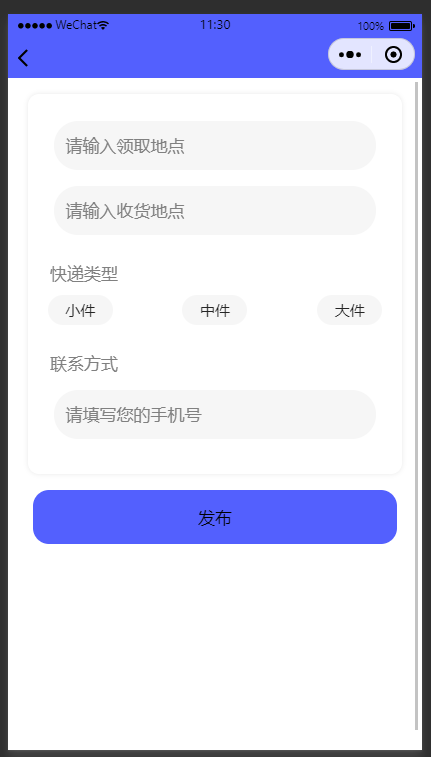 WeChat 11:30 100%
请输入领取地点
请输入收货地点
快递类型
小件 中件 大件
联系方式
请填写您的手机号
发布